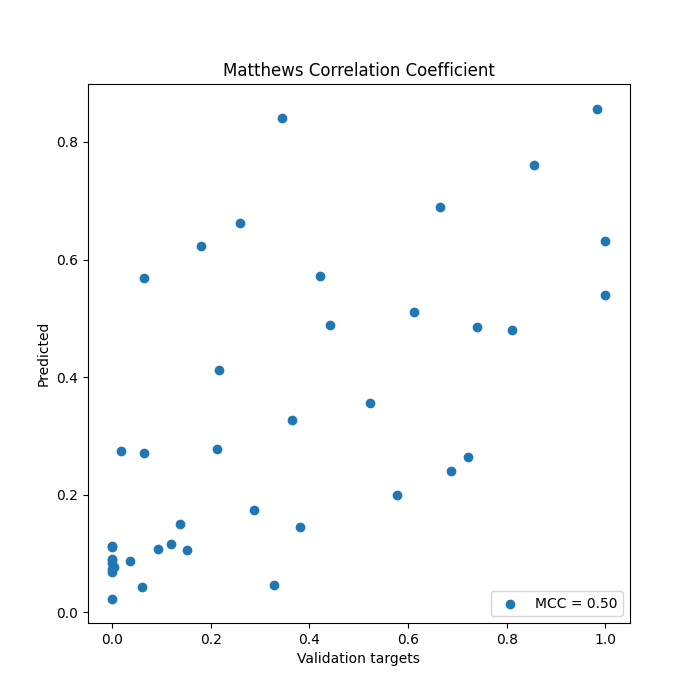 Matthews Correlation Coefficient
0.8
0.6
0.4
0.2
0.0
Predicted
MCC = 0.50
0.0 0.2 0.4 0.6 0.8 1.0
Validation targets